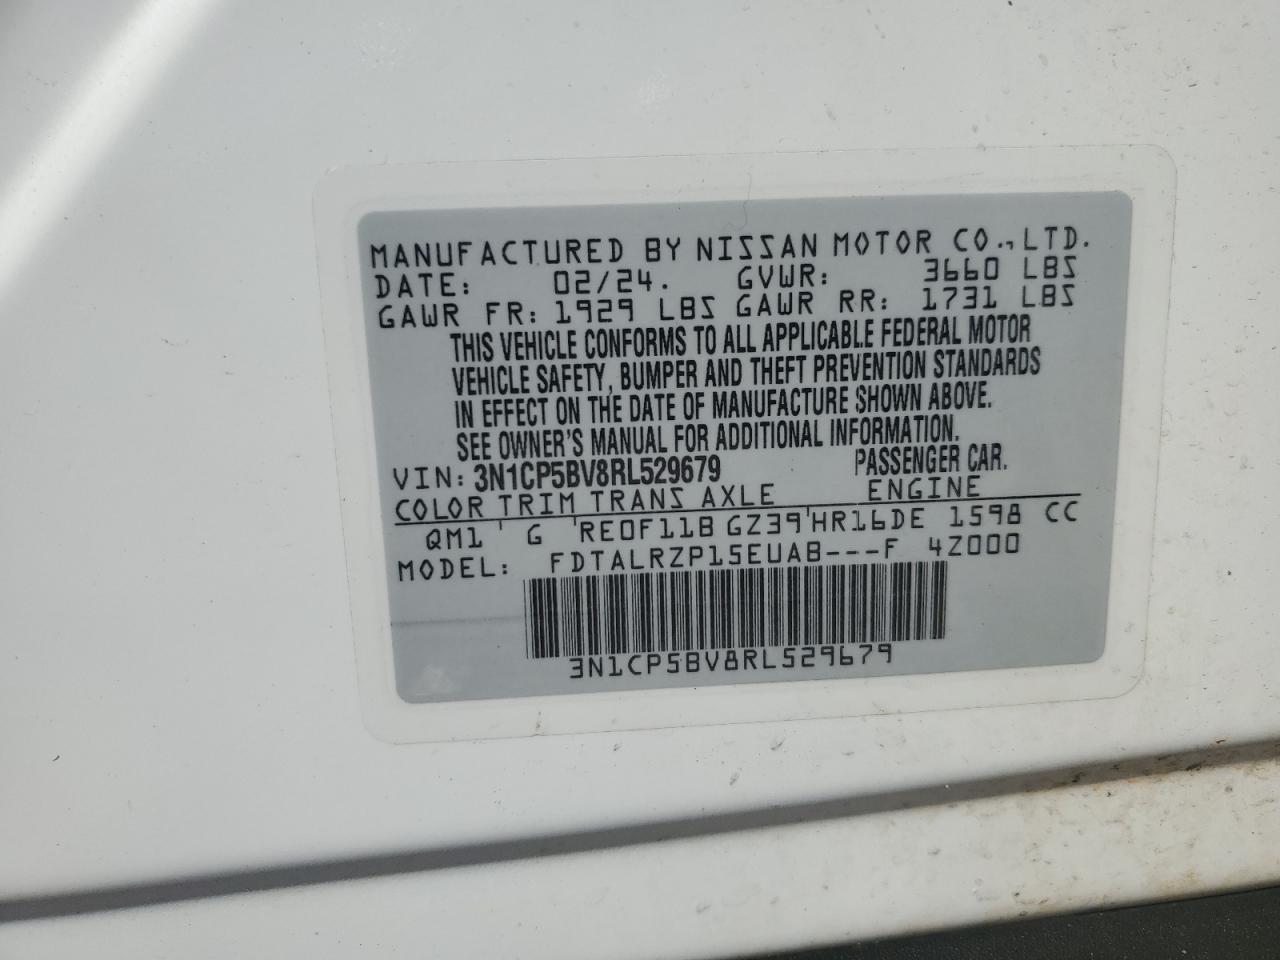 MANUFACTURED BY NISSAN MOTOR CO.,LTD.
DATE: 02/24. GVWR: 3660 LBS
GAWR FR: 1929 LBS GAWR RR: 1731 LBS
THIS VEHICLE CONFORMS TO ALL APPLICABLE FEDERAL MOTOR
VEHICLE SAFETY, BUMPER AND THEFT PREVENTION STANDARDS
IN EFFECT ON THE DATE OF MANUFACTURE SHOWN ABOVE.
SEE OWNER'S MANUAL FOR ADDITIONAL INFORMATION.
VIN: 3N1CP5BV8RL529679 PASSENGER CAR.
COLOR TRIM TRANS AXLE ENGINE
QM1 ' G ' RE0F11B GZ39 HR16DE 1598 CC
MODEL: FDTALRZP15EUAB---F 4Z000
3N1CP5BV8RL529679